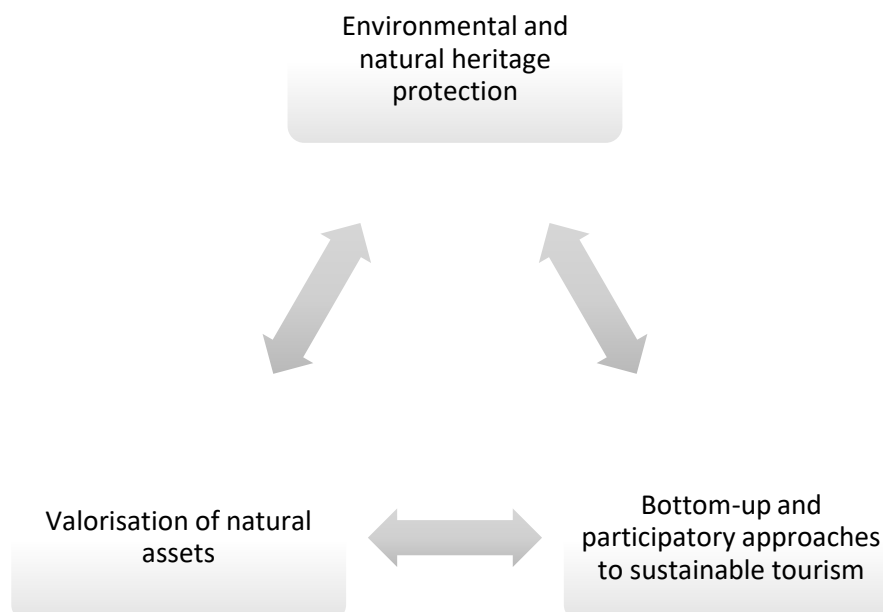 Environmental and
natural heritage
protection
Valorisation of natural
assets
Bottom-up and
participatory approaches
to sustainable tourism